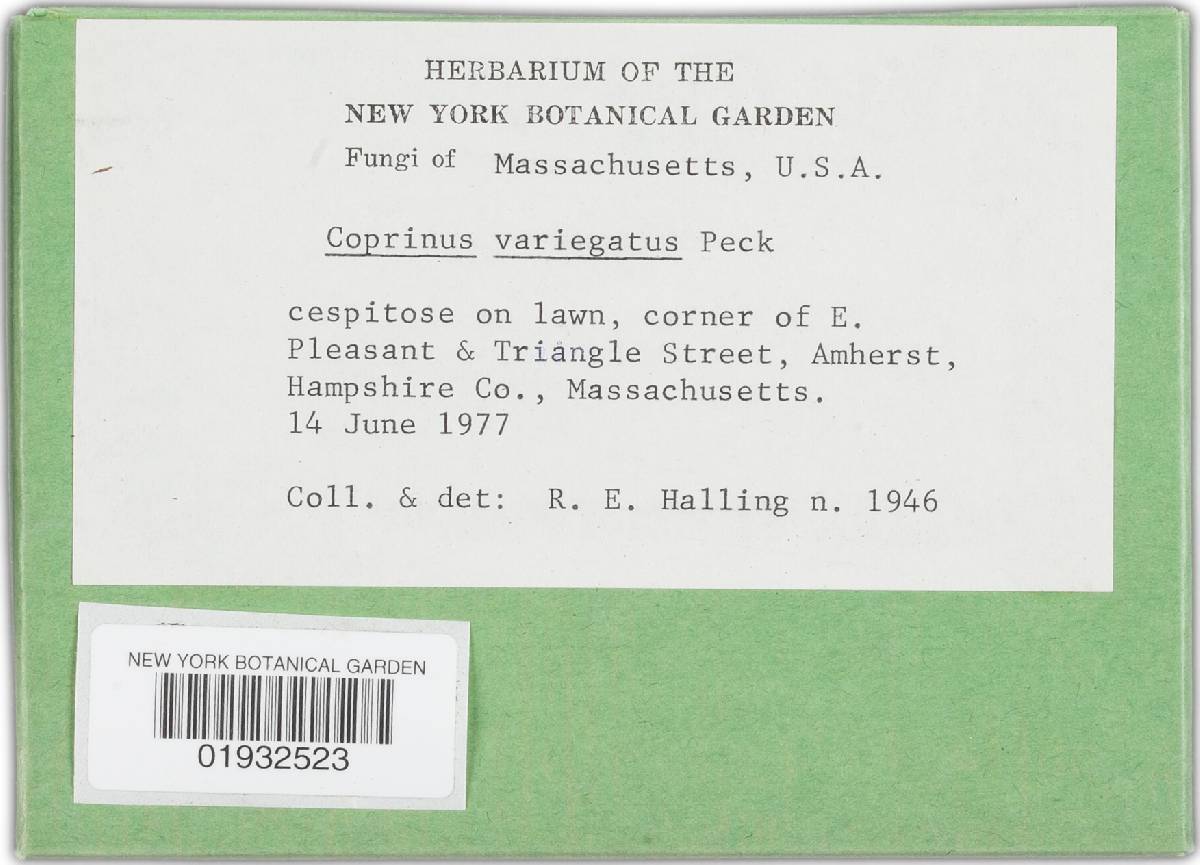 HERBARIUM OF THE
NEW YORK BOTANICAL GARDEN
Fungi of Massachusetts, U.S.A.
Coprinus variegatus Peck
cespitose on lawn, corner of E.
Pleasant & Triangle Street, Amherst,
Hampshire Co., Massachusetts.
14 June 1977
Coll. & det: R. E. Halling n. 1946
NEW YORK BOTANICAL GARDEN
01932523